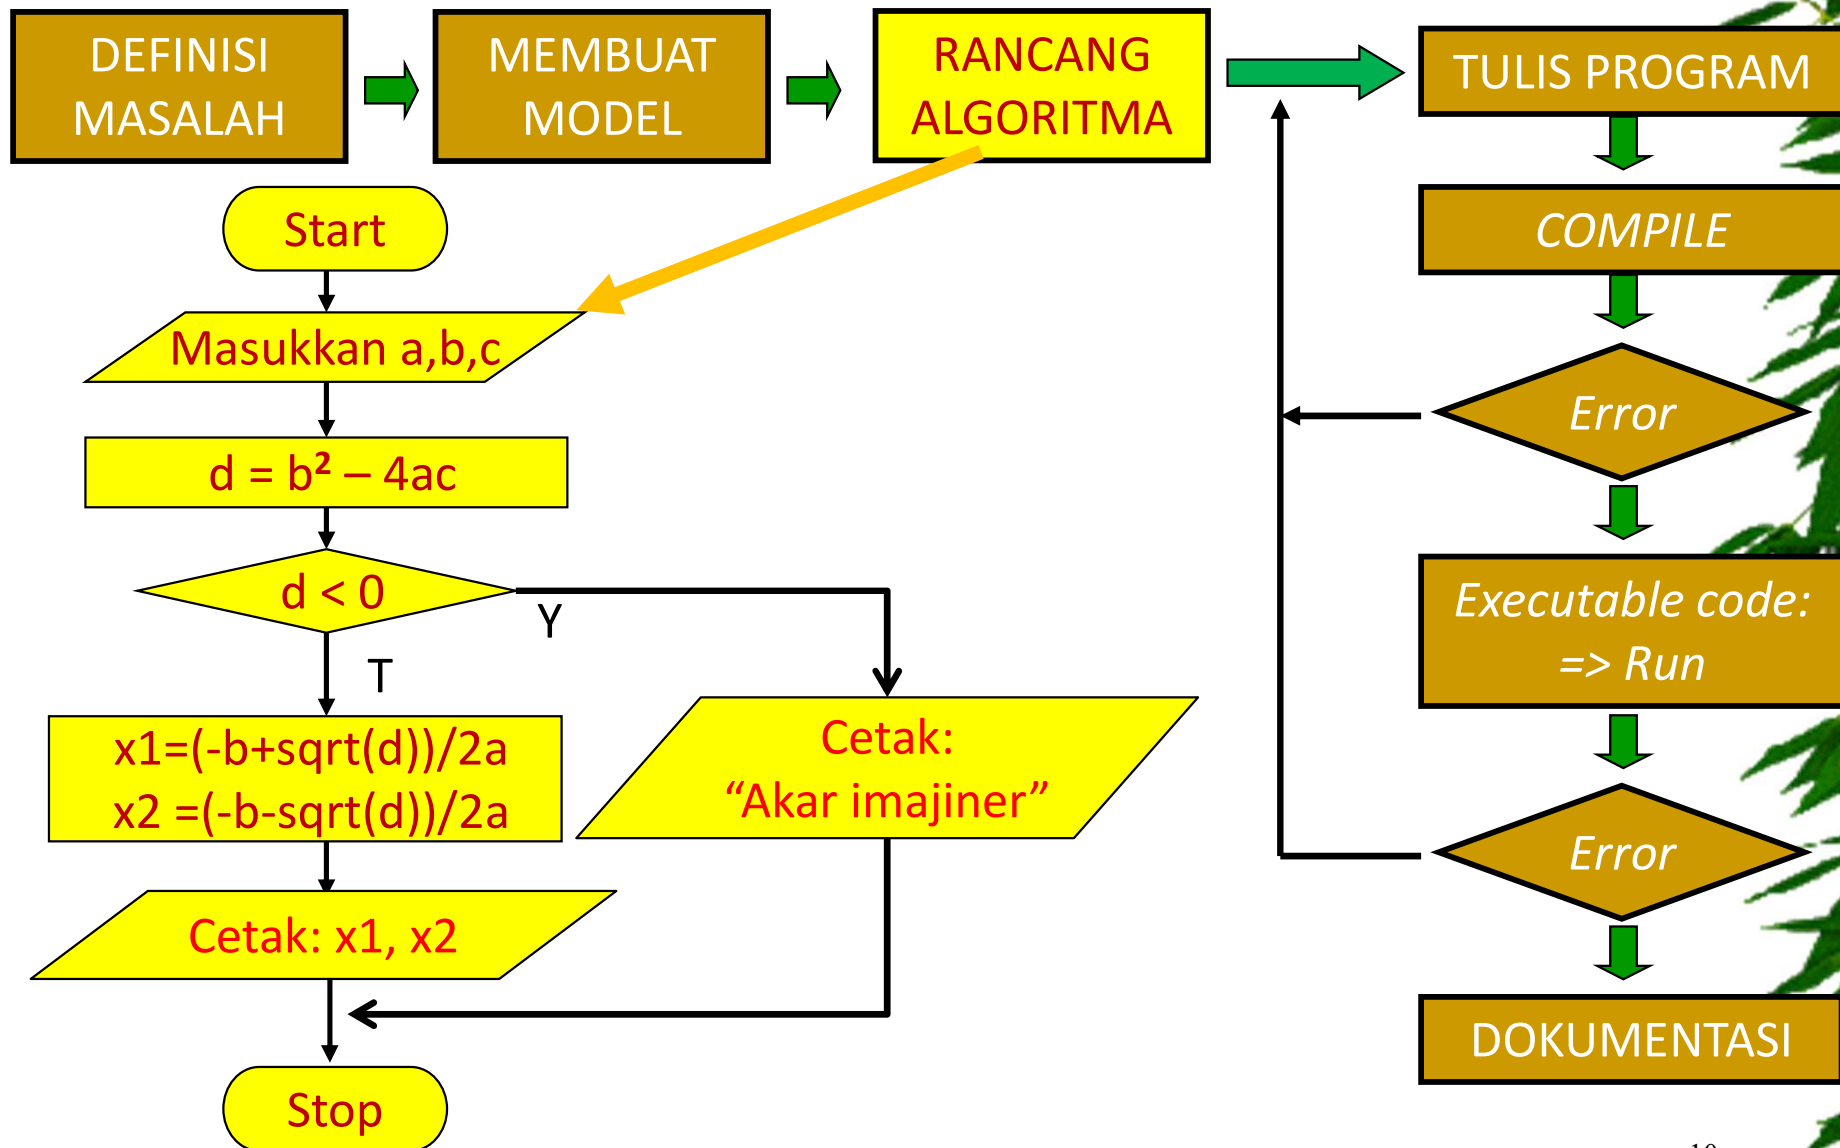 DEFINISI
MASALAH
MEMBUAT
MODEL
RANCANG
ALGORITMA
TULIS PROGRAM
COMPILE
Error
Executable code:
=> Run
Error
DOKUMENTASI
Start
Masukkan a,b,c
d = b² – 4ac
d < 0
Y
T
x1=(-b+sqrt(d))/2a
x2 =(-b-sqrt(d))/2a
Cetak:
“Akar imajiner”
Cetak: x1, x2
Stop